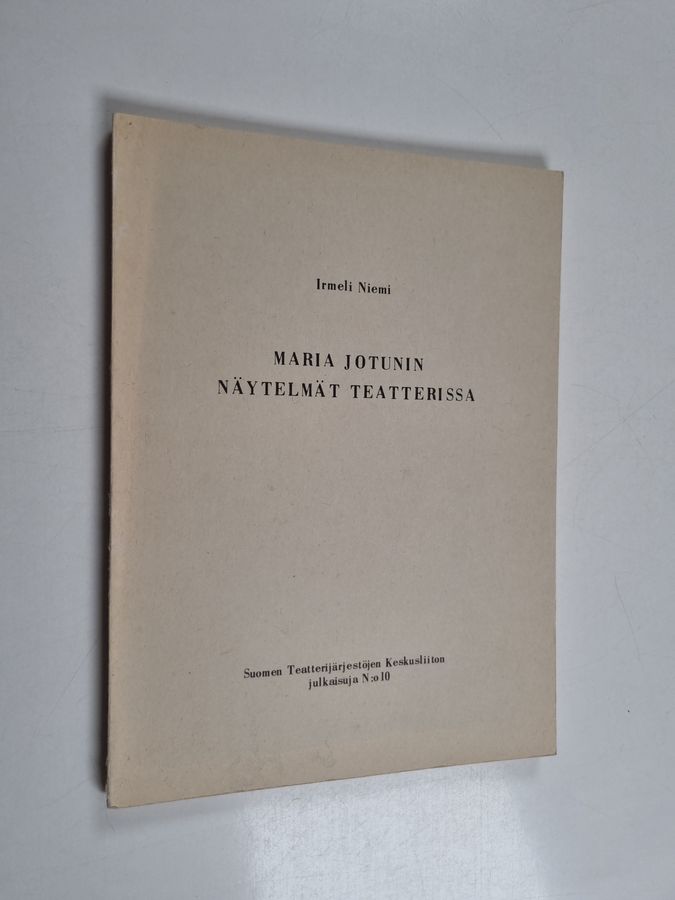 Irmeli Niemi
MARIA JOTUNIN
NÄYTELMÄT TEATTERISSA
Suomen Teatterijärjestöjen Keskusliiton
julkaisuja N:o 10